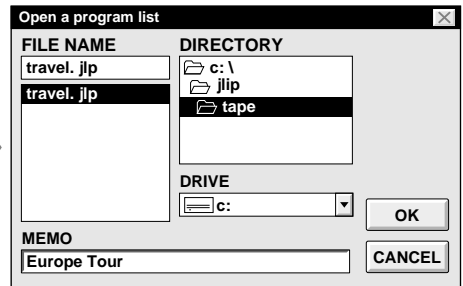 Open a program list
FILE NAME
travel. jlp
travel. jlp
DIRECTORY
c: \
jlip
tape
DRIVE
c:
OK
MEMO
Europe Tour
CANCEL